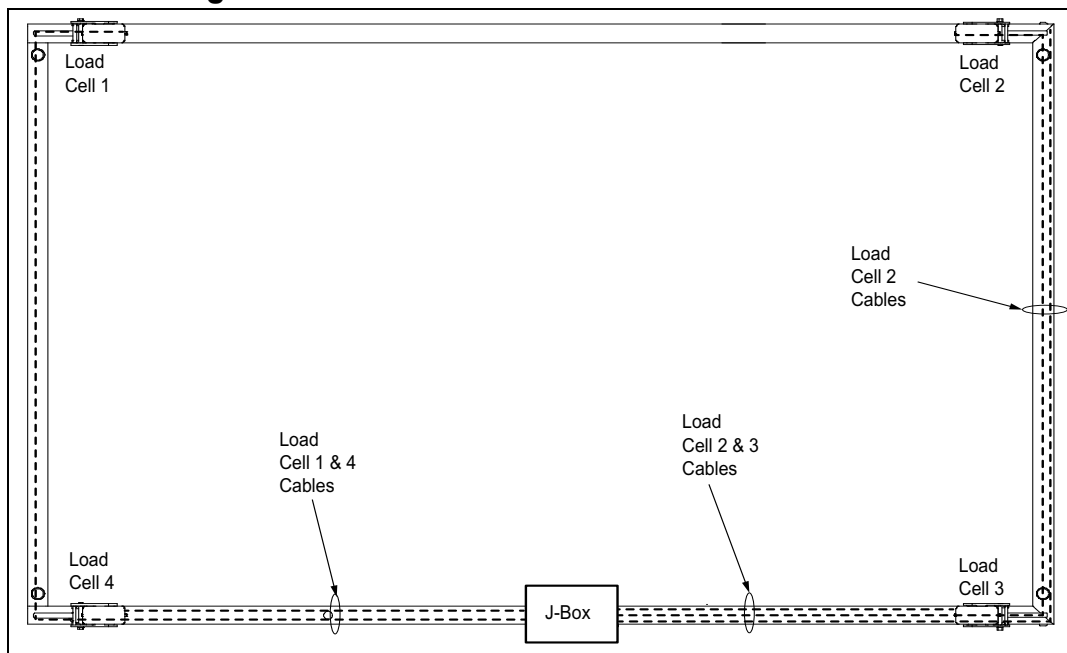 Load
Cell 1
Load
Cell 2
Load
Cell 2
Cables
Load
Cell 2 & 3
Cables
Load
Cell 1 & 4
Cables
Load
Cell 4
Load
Cell 3
J-Box